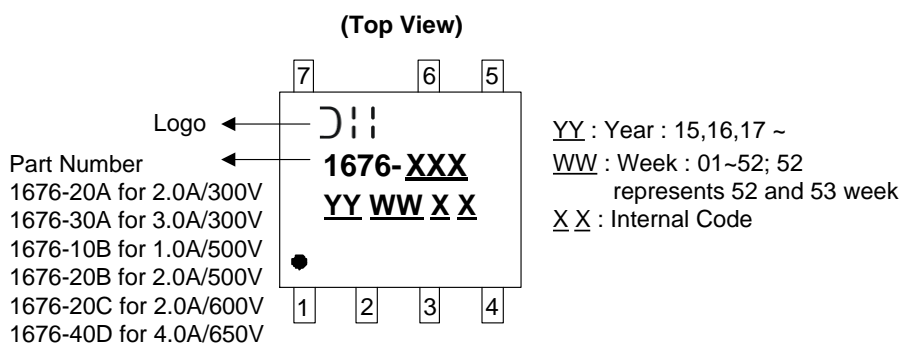 (Top View)
7 6 5
Logo
Part Number
1676-20A for 2.0A/300V
1676-30A for 3.0A/300V
1676-10B for 1.0A/500V
1676-20B for 2.0A/500V
1676-20C for 2.0A/600V
1676-40D for 4.0A/650V
1676-XXX
YY WW X X
1 2 3 4
YY : Year : 15,16,17 ~
WW : Week : 01~52; 52
represents 52 and 53 week
X X : Internal Code